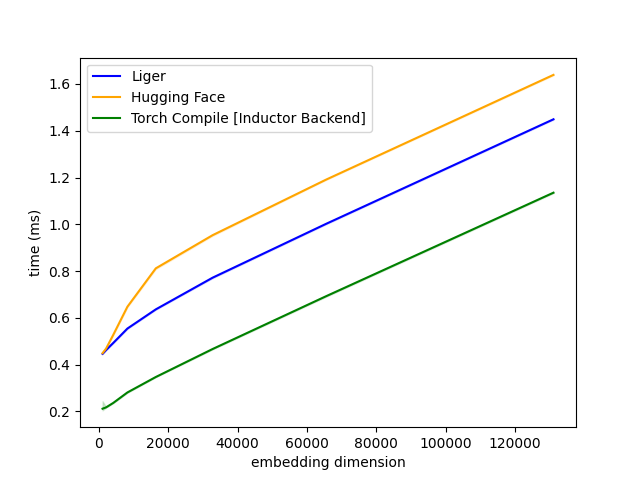 Liger
Hugging Face
Torch Compile [Inductor Backend]
1.6
1.4
1.2
1.0
0.8
0.6
0.4
0.2
time (ms)
0 20000 40000 60000 80000 100000 120000
embedding dimension